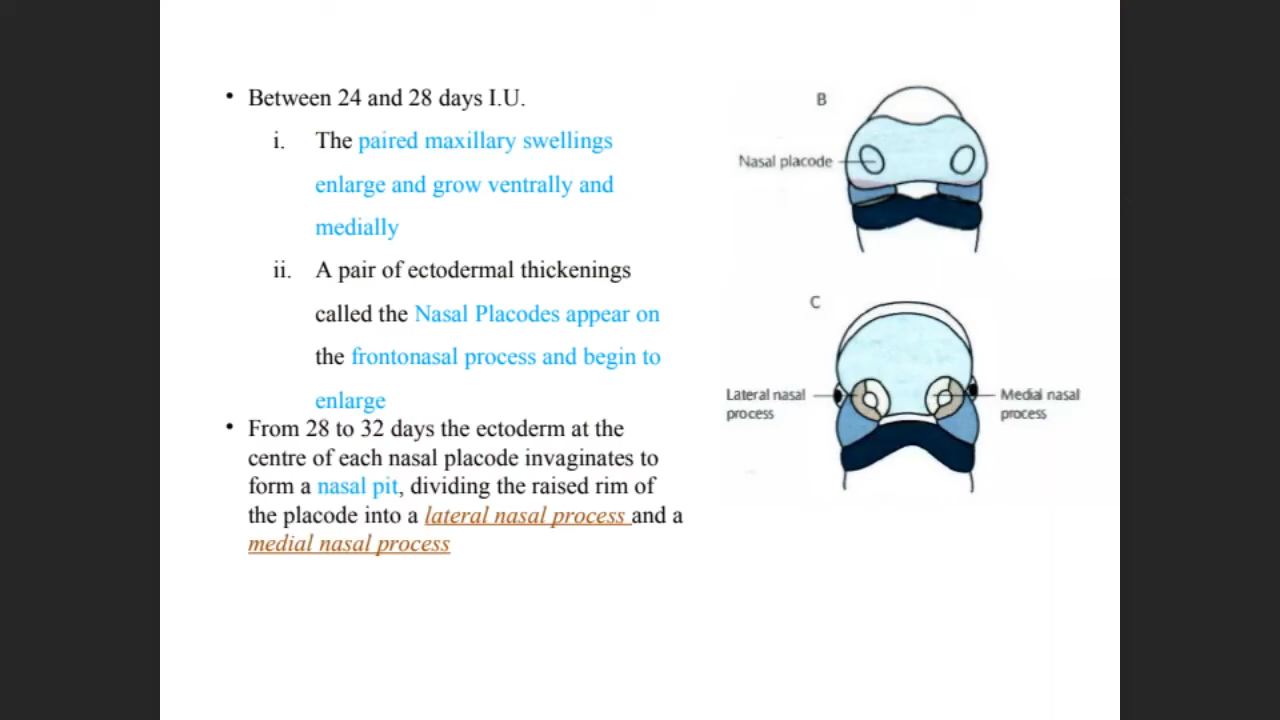 • Between 24 and 28 days I.U.
i. The paired maxillary swellings
enlarge and grow ventrally and
medially
ii. A pair of ectodermal thickenings
called the Nasal Placodes appear on
the frontonasal process and begin to
enlarge
• From 28 to 32 days the ectoderm at the
centre of each nasal placode invaginates to
form a nasal pit, dividing the raised rim of
the placode into a lateral nasal process and a
medial nasal process
B
Nasal placode
C
Lateral nasal
process
Medial nasal
process